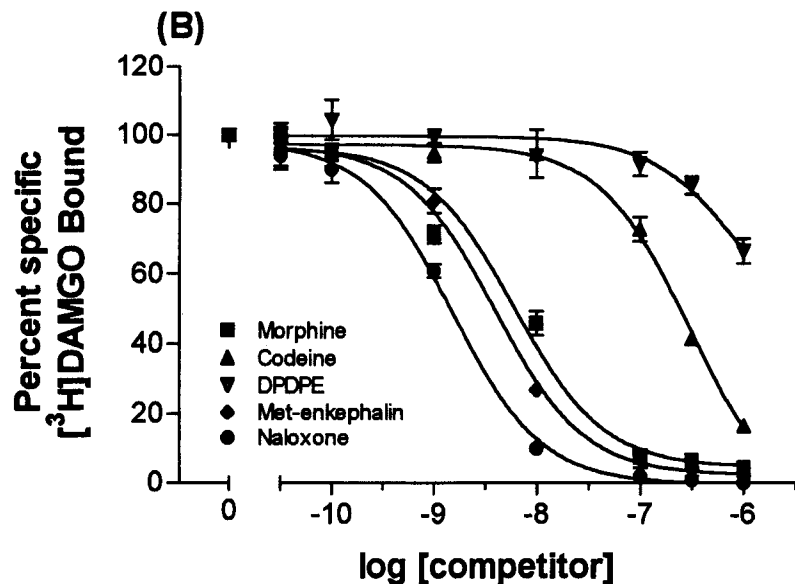 (B)
Percent specific
[³H]DAMGO Bound
120
100
80
60
40
20
0
Morphine
Codeine
DPDPE
Met-enkephalin
Naloxone
0 -10 -9 -8 -7 -6
log [competitor]